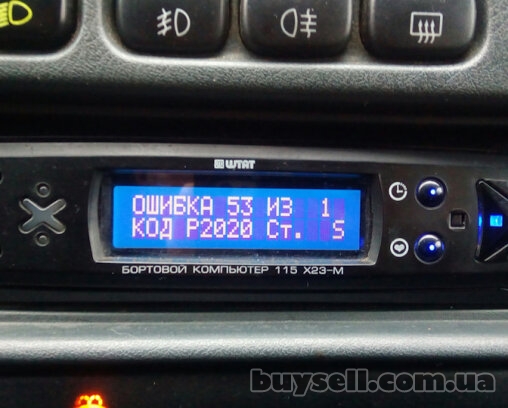 ШТАТ
ОШИБКА 53 ИЗ 1
КОД P2020 Ст. S
БОРТОВОЙ КОМПЬЮТЕР 115 X23-M
buysell.com.ua